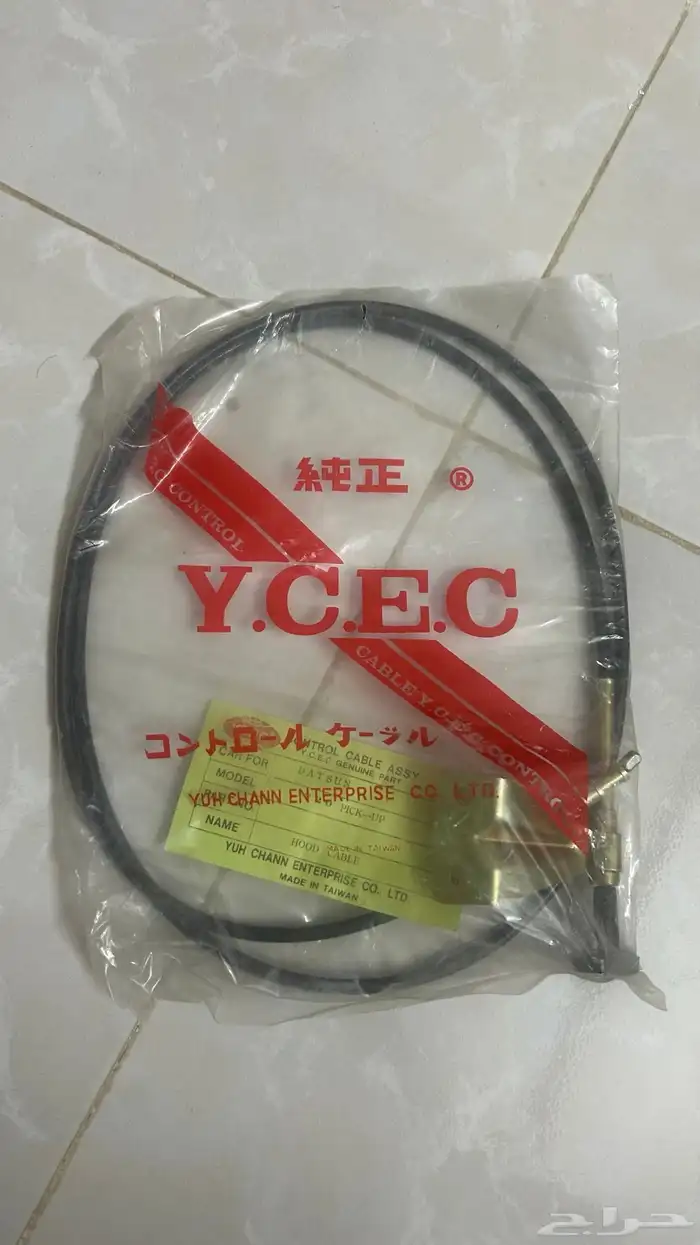 純正 ®
AC CONTROL
Y.C.E.C
CABLE Y.C.E.C CONTROL
コントロール ケーブル
CONTROL CABLE ASSY
Y.C.E.C GENUINE PART
CAR FOR DATSUN
MODEL PICK-UP
YUH CHANN ENTERPRISE CO. LTD.
NAME HOOD CABLE
MADE IN TAIWAN
YUH CHANN ENTERPRISE CO. LTD
MADE IN TAIWAN
حراج